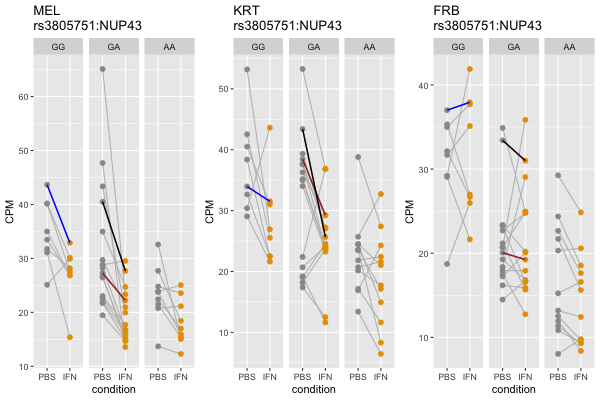 MEL
rs3805751:NUP43
GG GA AA
CPM
60
50
40
30
20
10
PBS IFN PBS IFN PBS IFN
condition
KRT
rs3805751:NUP43
GG GA AA
CPM
50
40
30
20
10
PBS IFN PBS IFN PBS IFN
condition
FRB
rs3805751:NUP43
GG GA AA
CPM
40
30
20
10
PBS IFN PBS IFN PBS IFN
condition